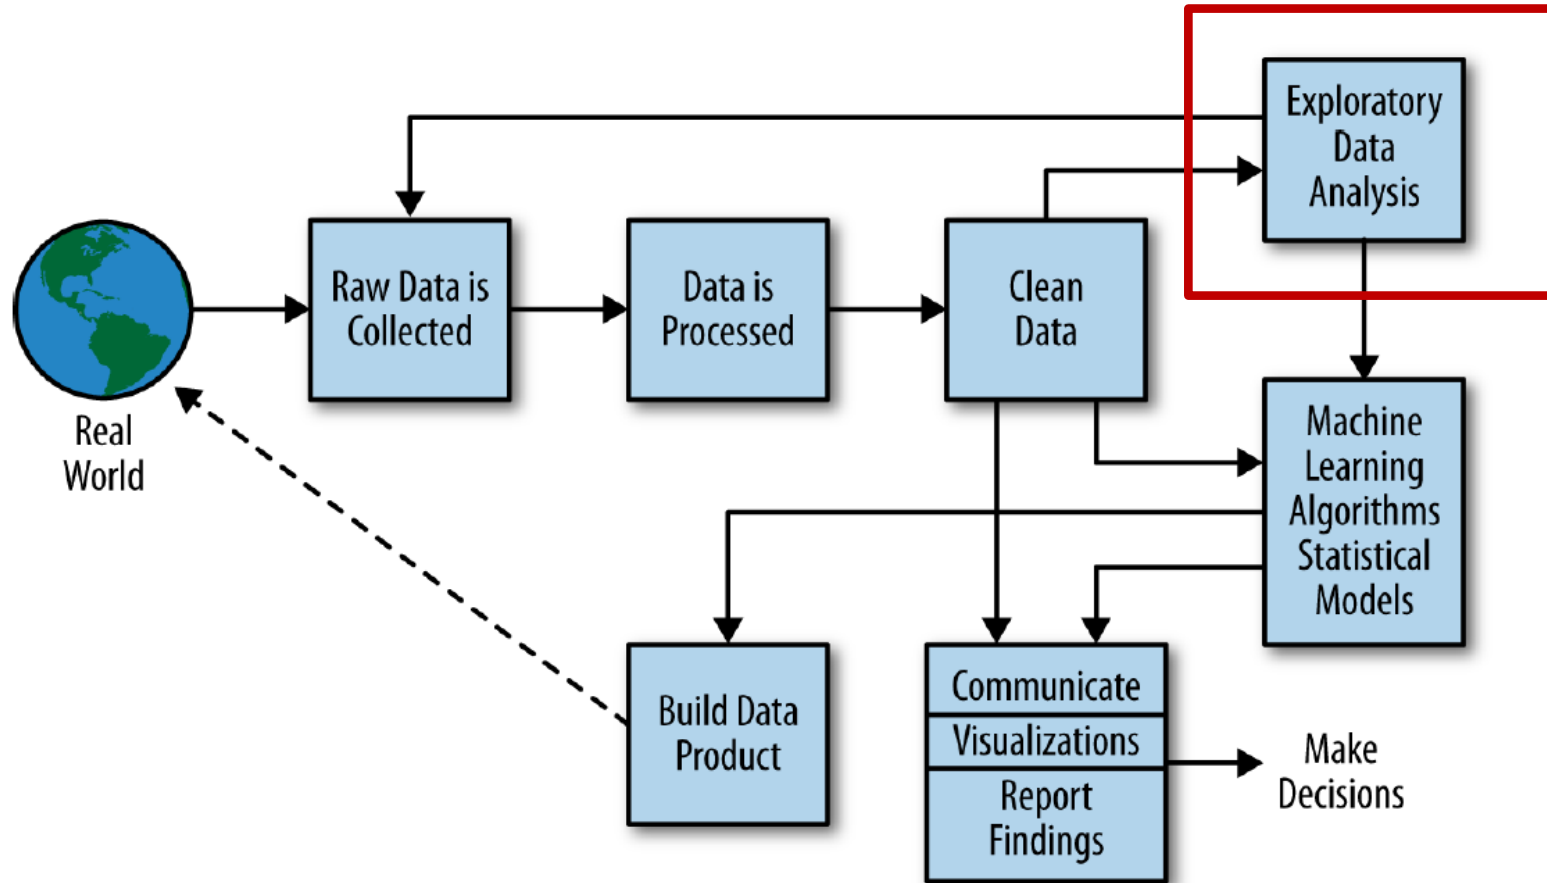 Exploratory
Data
Analysis
Raw Data is
Collected
Data is
Processed
Clean
Data
Real
World
Machine
Learning
Algorithms
Statistical
Models
Build Data
Product
Communicate
Visualizations
Report
Findings
Make
Decisions